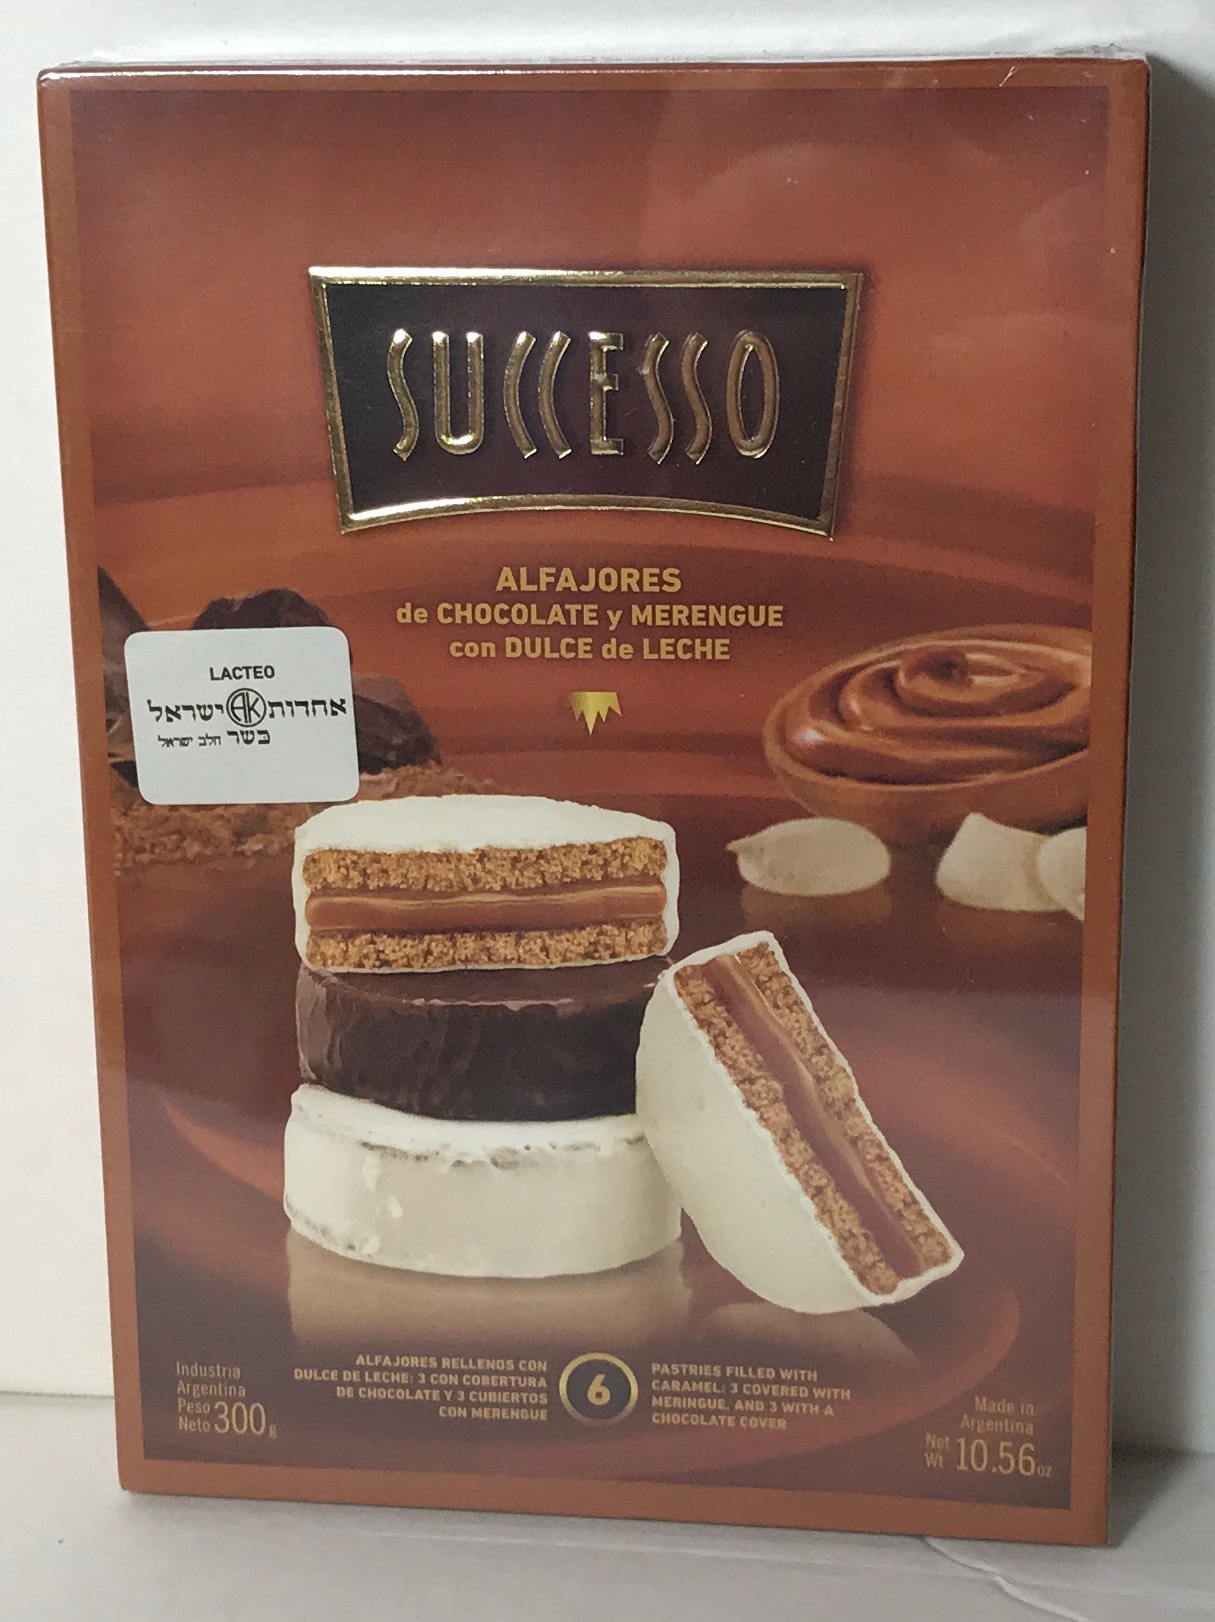 SUCCESSO
ALFAJORES
de CHOCOLATE y MERENGUE
con DULCE de LECHE
LACTEO
אחדות AK ישראל
כשר חלב ישראל
Industria
Argentina
Peso
Neto 300g
ALFAJORES RELLENOS CON
DULCE DE LECHE: 3 CON COBERTURA
DE CHOCOLATE Y 3 CUBIERTOS
CON MERENGUE
6
PASTRIES FILLED WITH
CARAMEL: 3 COVERED WITH
MERINGUE, AND 3 WITH A
CHOCOLATE COVER
Made in
Argentina
Net
Wt 10.56oz